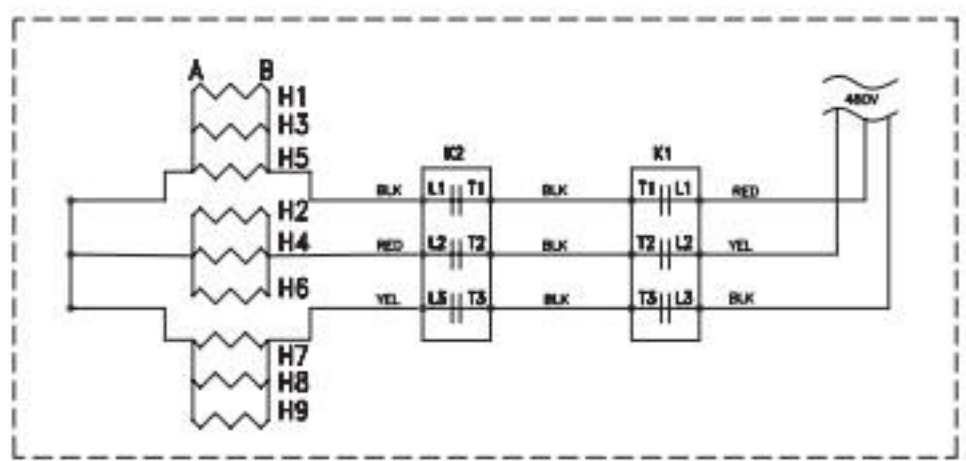 A B
H1
H3
H5
H2
H4
H6
H7
H8
H9
K2 K1
480V
BLK L1 T1 BLK T1 L1 RED
RED L2 T2 BLK T2 L2 YEL
YEL L3 T3 BLK T3 L3 BLK